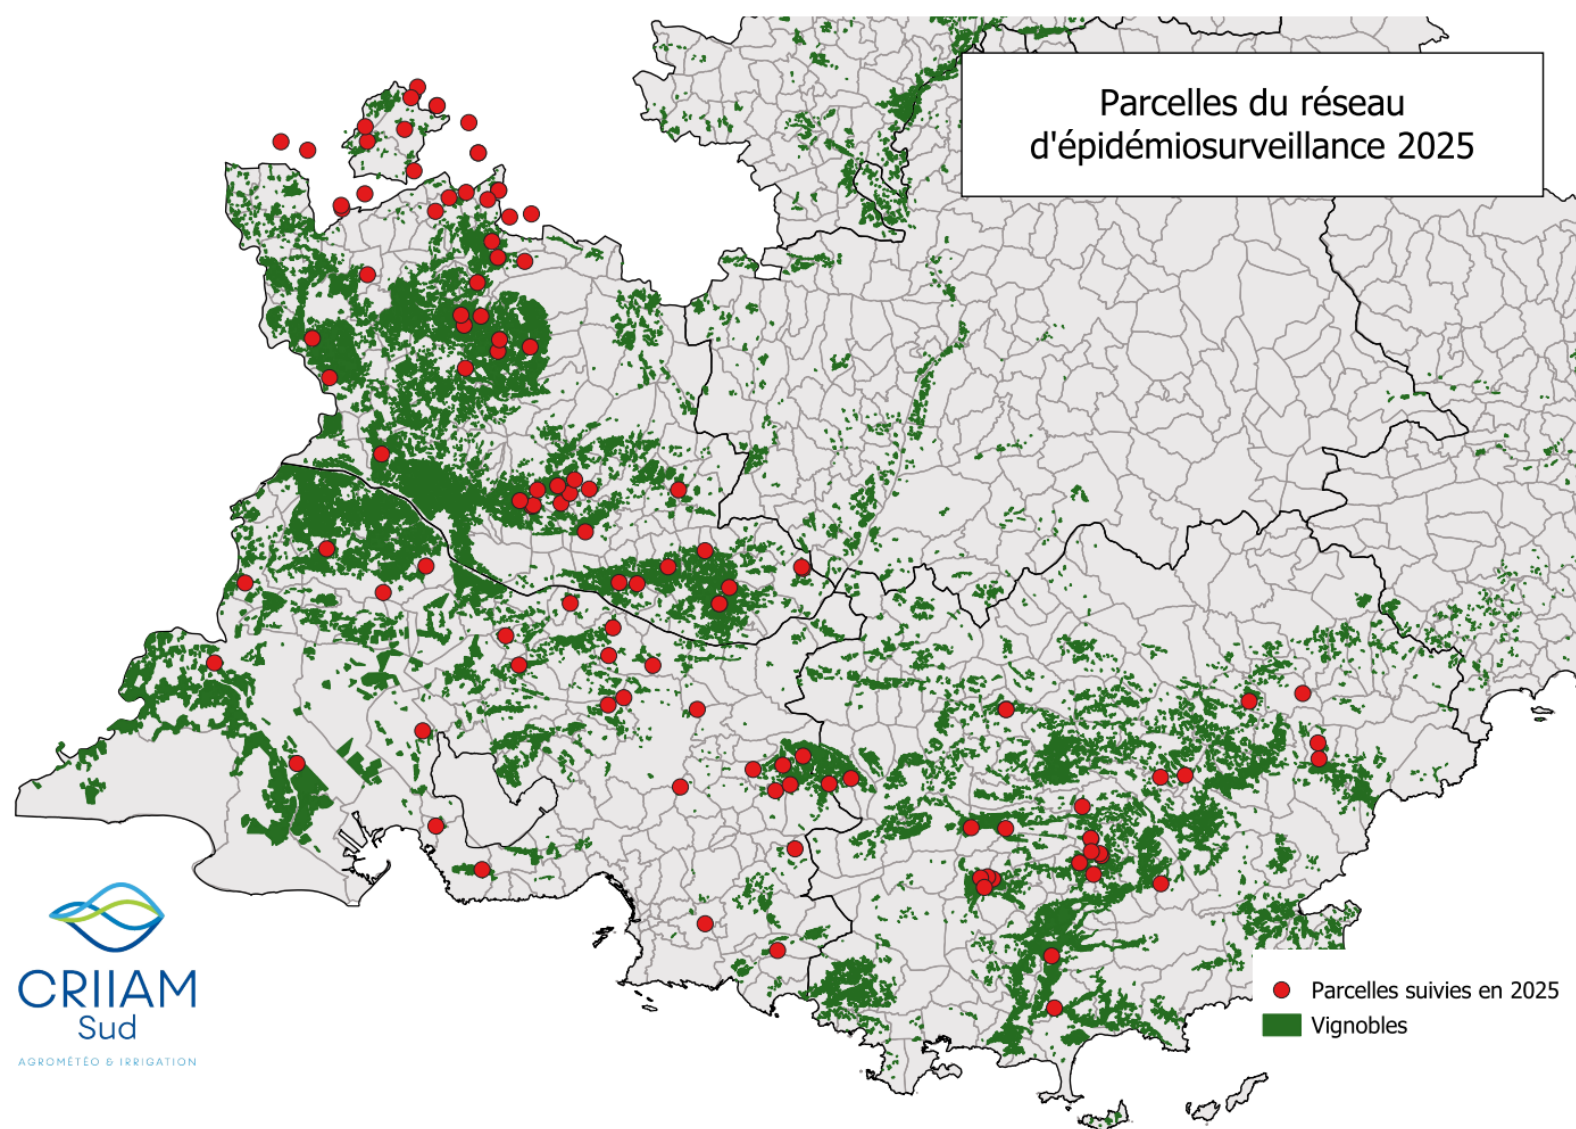 Parcelles du réseau
d'épidémiosurveillance 2025
CRIIAM
Sud
AGROMÉTÉO & IRRIGATION
Parcelles suivies en 2025
Vignobles